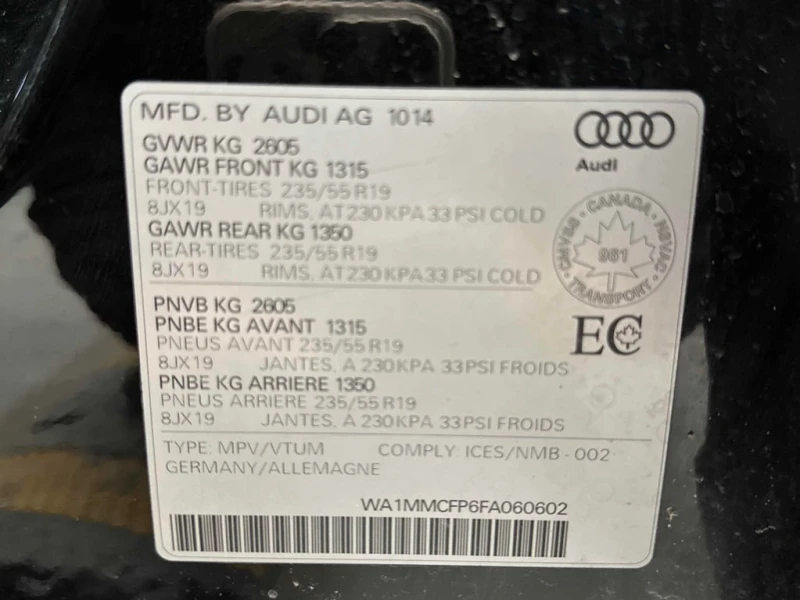 MFD. BY AUDI AG 1014
Audi
GVWR KG 2605
GAWR FRONT KG 1315
FRONT-TIRES 235/55 R19
8JX19 RIMS, AT 230 KPA 33 PSI COLD
GAWR REAR KG 1350
REAR-TIRES 235/55 R19
8JX19 RIMS, AT 230 KPA 33 PSI COLD
CMVSS - CANADA - NSVAC
961
TRANSPORT
PNVB KG 2605
PNBE KG AVANT 1315
PNEUS AVANT 235/55 R19
8JX19 JANTES, A 230 KPA 33 PSI FROIDS
PNBE KG ARRIERE 1350
PNEUS ARRIERE 235/55 R19
8JX19 JANTES, A 230 KPA 33 PSI FROIDS
EC
TYPE: MPV/VTUM COMPLY: ICES/NMB - 002
GERMANY/ALLEMAGNE
WA1MMCFP6FA060602